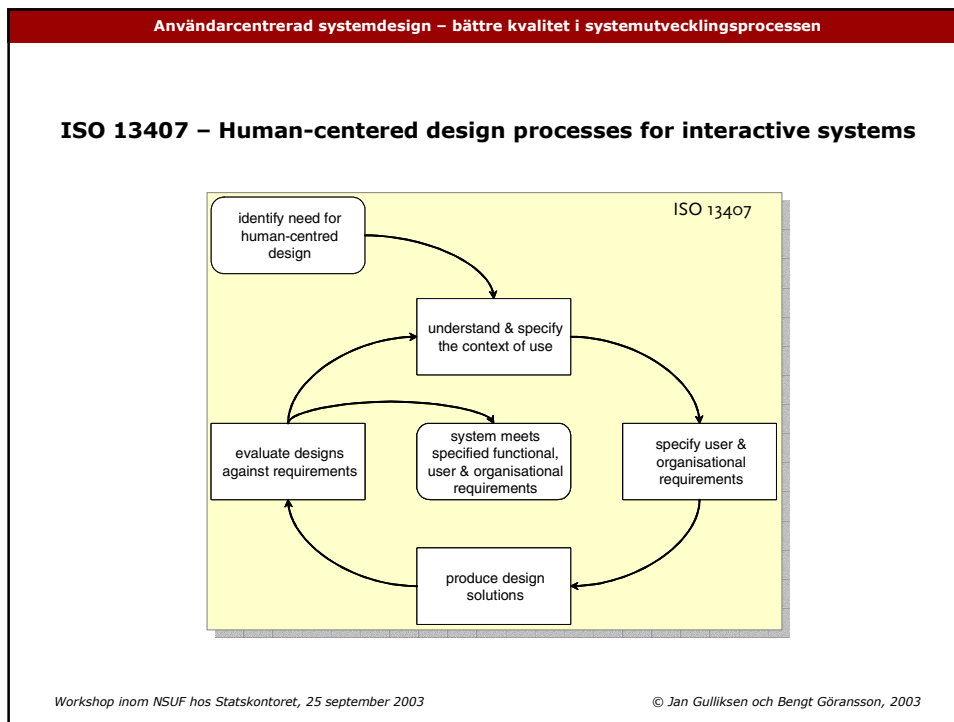 Användarcentrerad systemdesign – bättre kvalitet i systemutvecklingsprocessen
ISO 13407 – Human-centered design processes for interactive systems
ISO 13407
identify need for
human-centred
design
understand & specify
the context of use
evaluate designs
against requirements
system meets
specified functional,
user & organisational
requirements
specify user &
organisational
requirements
produce design
solutions
Workshop inom NSUF hos Statskontoret, 25 september 2003
© Jan Gulliksen och Bengt Göransson, 2003